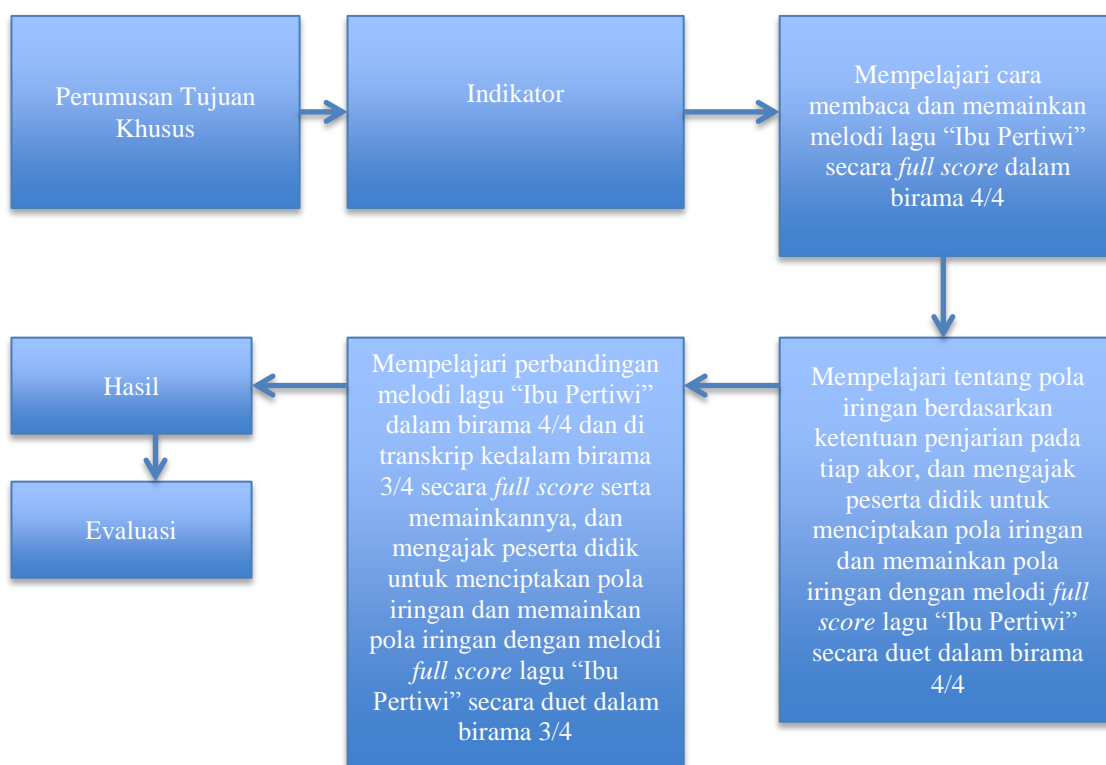 Perumusan Tujuan
Khusus
Indikator
Mempelajari cara
membaca dan memainkan
melodi lagu “Ibu Pertiwi”
secara full score dalam
birama 4/4
Mempelajari tentang pola
iringan berdasarkan
ketentuan penjarian pada
tiap akor, dan mengajak
peserta didik untuk
menciptakan pola iringan
dan memainkan pola
iringan dengan melodi full
score lagu “Ibu Pertiwi”
secara duet dalam birama
4/4
Mempelajari perbandingan
melodi lagu “Ibu Pertiwi”
dalam birama 4/4 dan di
transkrip kedalam birama
3/4 secara full score serta
memainkannya, dan
mengajak peserta didik
untuk menciptakan pola
iringan dan memainkan
pola iringan dengan melodi
full score lagu “Ibu
Pertiwi” secara duet dalam
birama 3/4
Hasil
Evaluasi